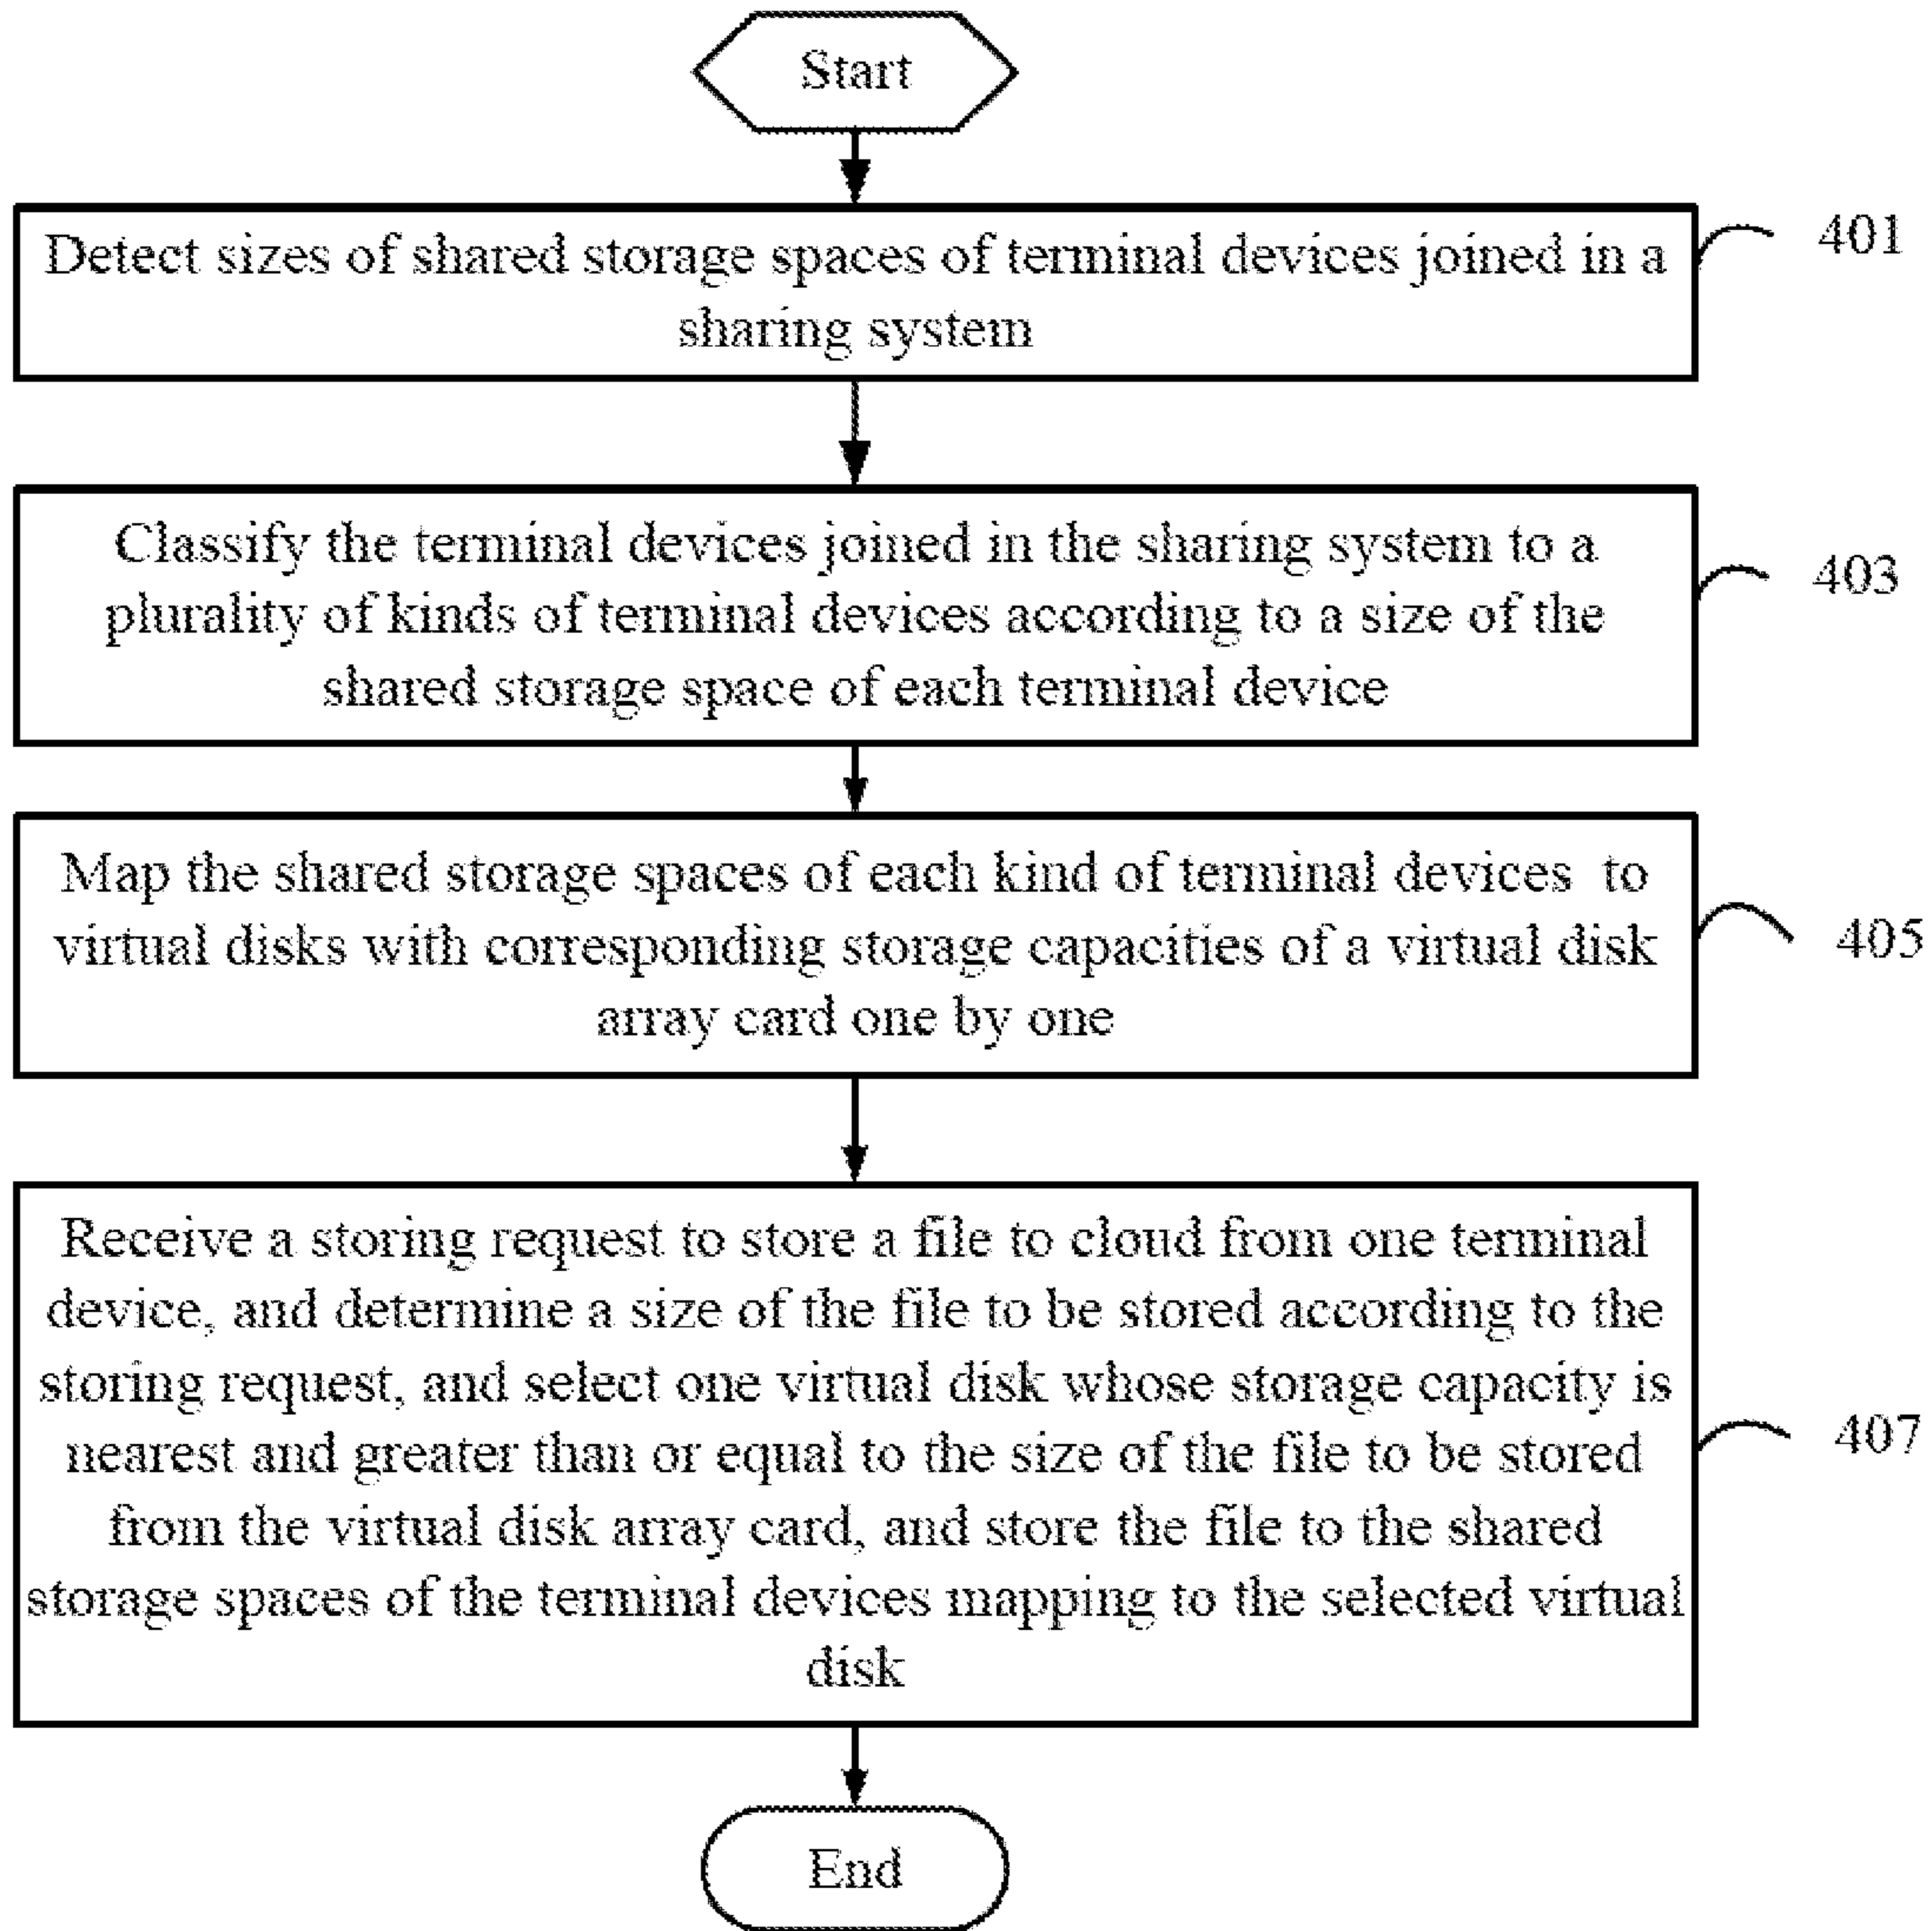 Start
Detect sizes of shared storage spaces of terminal devices joined in a
sharing system
401
Classify the terminal devices joined in the sharing system to a
plurality of kinds of terminal devices according to a size of the
shared storage space of each terminal device
403
Map the shared storage spaces of each kind of terminal devices to
virtual disks with corresponding storage capacities of a virtual disk
array card one by one
405
Receive a storing request to store a file to cloud from one terminal
device, and determine a size of the file to be stored according to the
storing request, and select one virtual disk whose storage capacity is
nearest and greater than or equal to the size of the file to be stored
from the virtual disk array card, and store the file to the shared
storage spaces of the terminal devices mapping to the selected virtual
disk
407
End